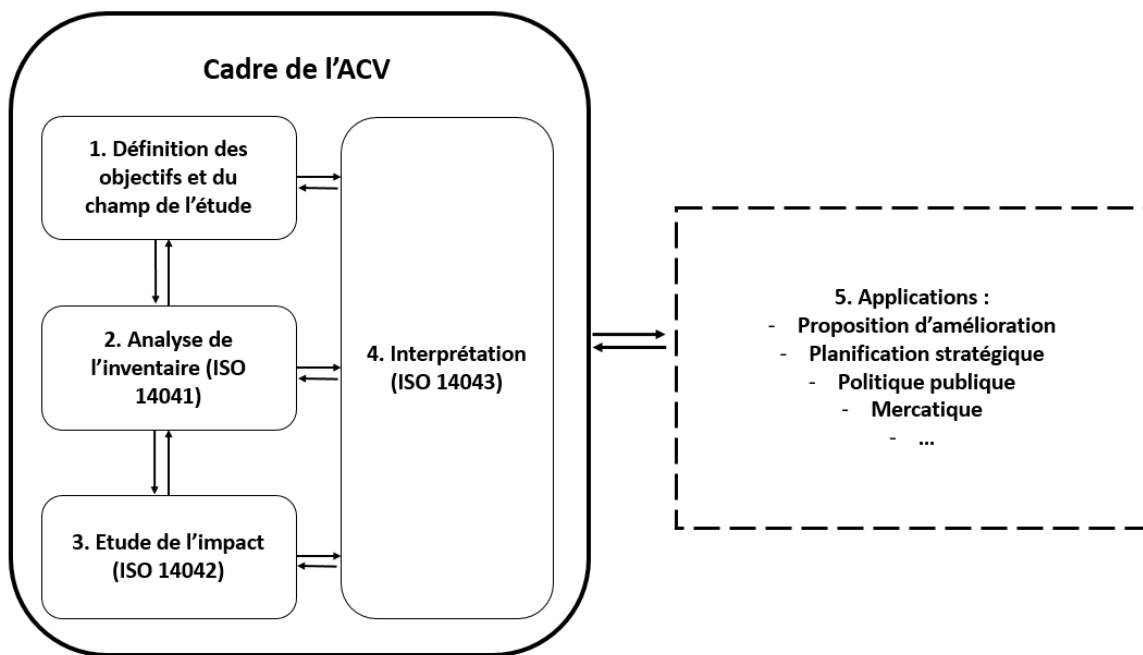 Cadre de l’ACV
1. Définition des
objectifs et du
champ de l’étude
2. Analyse de
l’inventaire (ISO
14041)
3. Etude de l’impact
(ISO 14042)
4. Interprétation
(ISO 14043)
5. Applications :
- Proposition d’amélioration
- Planification stratégique
- Politique publique
- Mercatique
- ...